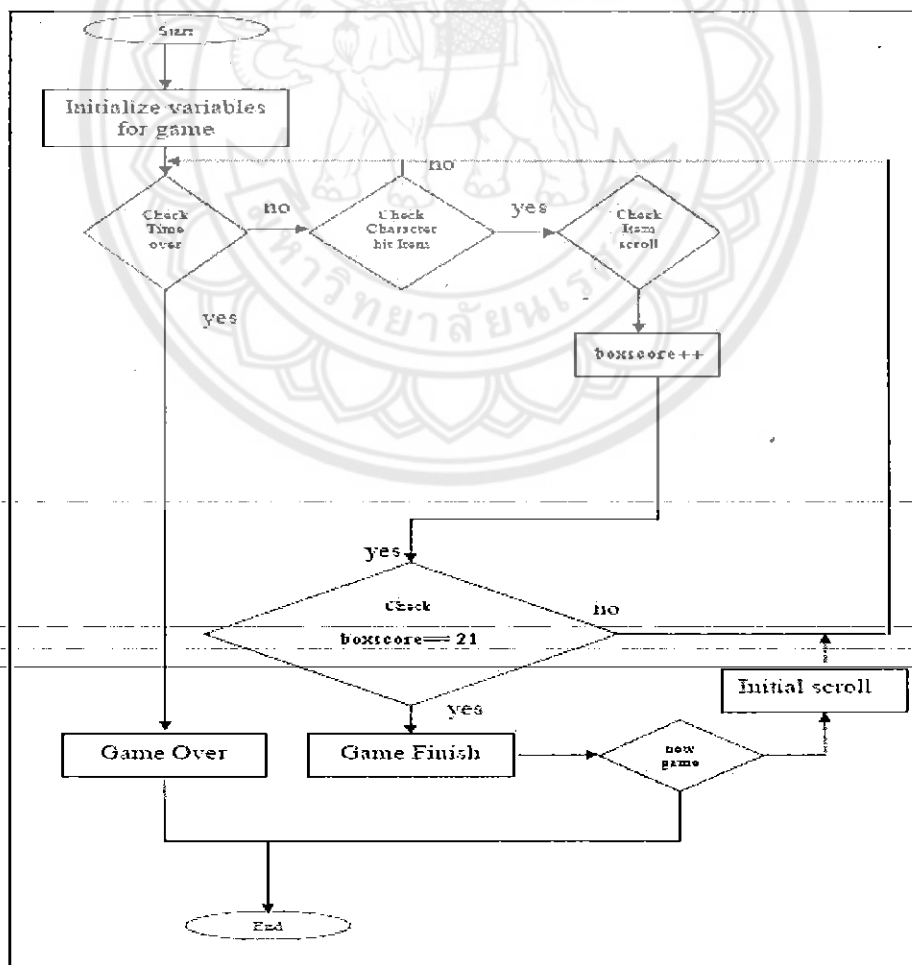 Start
Initialize variables
for game
no
Check
Time
over
no
Check
Character
hit Item
yes
Check
Item
scroll
yes
boxscore++
yes
Check
boxscore== 21
no
Initial scroll
yes
Game Over
Game Finish
new
game
End